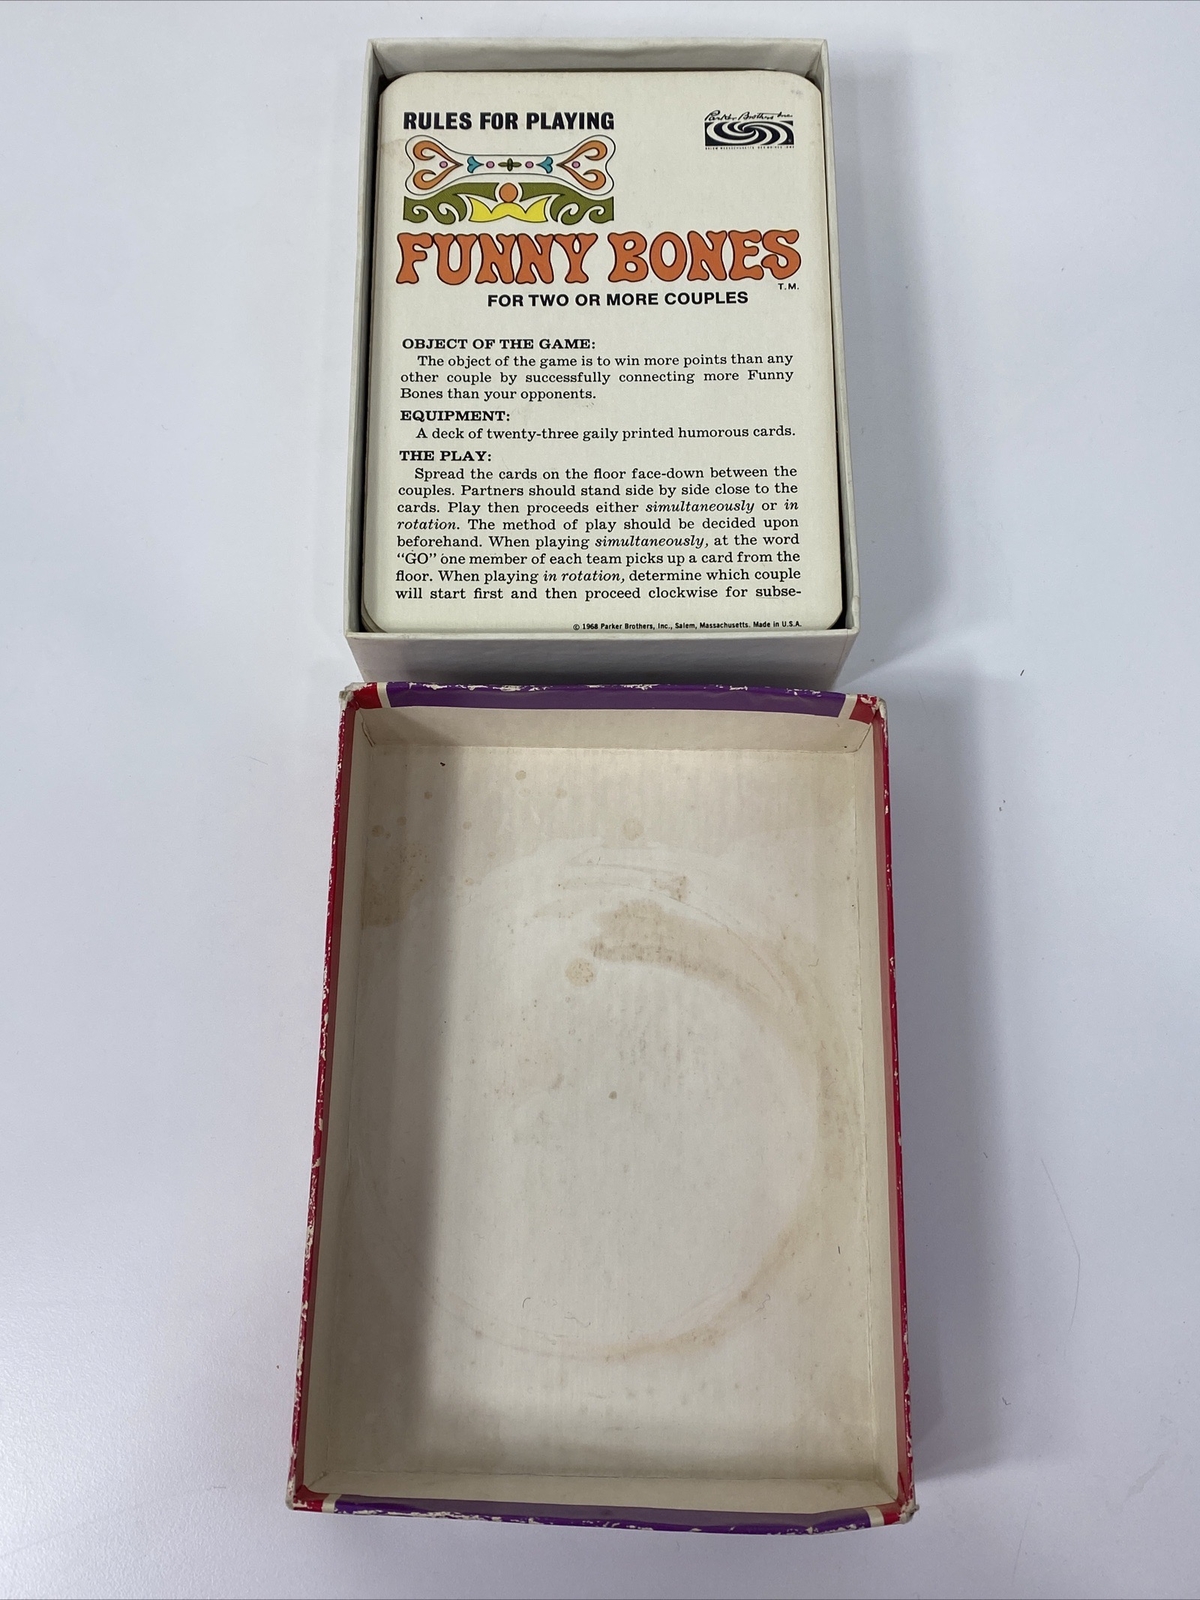 RULES FOR PLAYING
Parker Brothers Inc.
FUNNY BONES
T.M.
FOR TWO OR MORE COUPLES
OBJECT OF THE GAME:
The object of the game is to win more points than any
other couple by successfully connecting more Funny
Bones than your opponents.
EQUIPMENT:
A deck of twenty-three gaily printed humorous cards.
THE PLAY:
Spread the cards on the floor face-down between the
couples. Partners should stand side by side close to the
cards. Play then proceeds either simultaneously or in
rotation. The method of play should be decided upon
beforehand. When playing simultaneously, at the word
“GO” one member of each team picks up a card from the
floor. When playing in rotation, determine which couple
will start first and then proceed clockwise for subse-
© 1968 Parker Brothers, Inc., Salem, Massachusetts. Made in U.S.A.